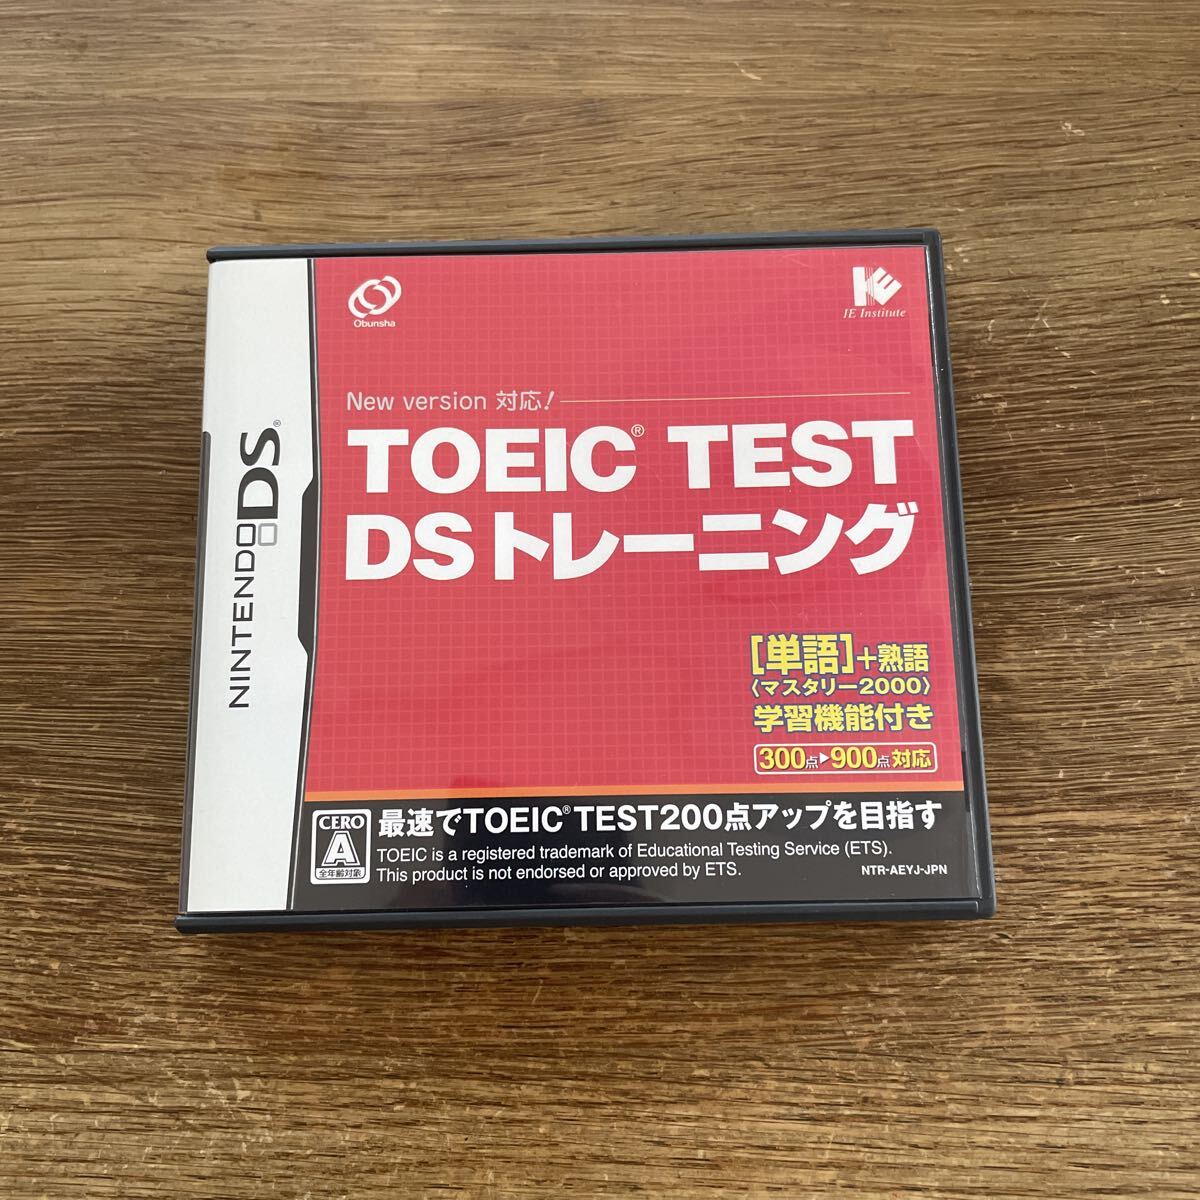 NINTENDO DS®
Obunsha
IE Institute
New version 対応!
TOEIC® TEST
DSトレーニング
[単語]+熟語
〈マスタリー2000〉
学習機能付き
300点▶900点対応
CERO
A
全年齢対象
最速でTOEIC® TEST200点アップを目指す
TOEIC is a registered trademark of Educational Testing Service (ETS).
This product is not endorsed or approved by ETS.
NTR-AEYJ-JPN